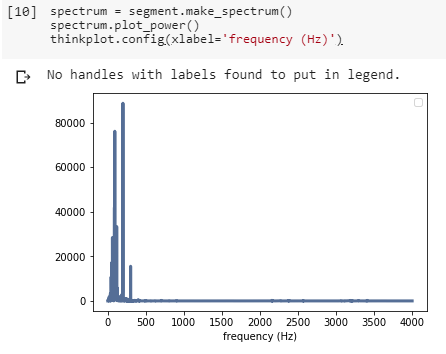 [10] spectrum = segment.make_spectrum()
spectrum.plot_power()
thinkplot.config(xlabel='frequency (Hz)')
No handles with labels found to put in legend.
80000
60000
40000
20000
0
0 500 1000 1500 2000 2500 3000 3500 4000
frequency (Hz)